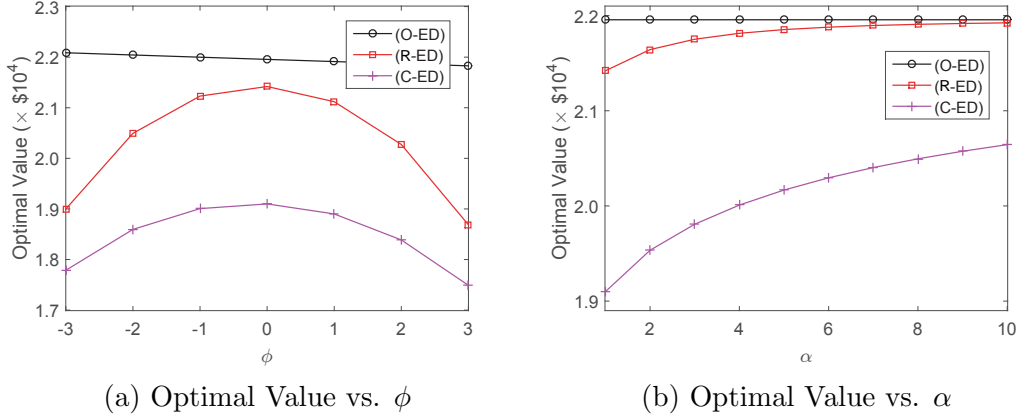 Optimal Value (× $10⁴)
2.3
2.2
2.1
2.0
1.9
1.8
1.7
-3 -2 -1 0 1 2 3
ϕ
(O-ED)
(R-ED)
(C-ED)
(a) Optimal Value vs. ϕ
Optimal Value (× $10⁴)
2.2
2.1
2.0
1.9
2 4 6 8 10
α
(O-ED)
(R-ED)
(C-ED)
(b) Optimal Value vs. α